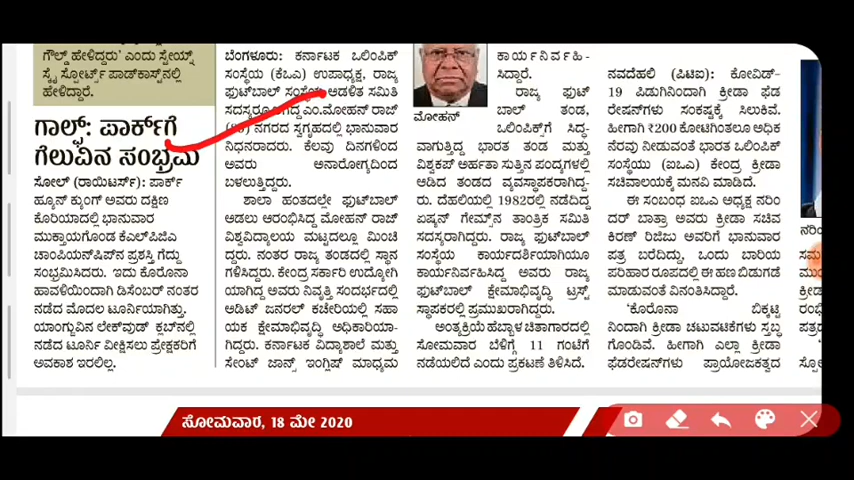 ಗೌಲ್ಡ್ ಹೇಳಿದ್ದರು' ಎಂದು ಸ್ಟೇಯ್ನ್
ಸ್ಕೈ ಸ್ಪೋರ್ಟ್ಸ್ ಪಾಡ್‌ಕಾಸ್ಟ್‌ನಲ್ಲಿ
ಹೇಳಿದ್ದಾರೆ.
ಗಾಲ್ಫ್: ಪಾರ್ಕ್‌ಗೆ
ಗೆಲುವಿನ ಸಂಭ್ರಮ
ಸೋಲ್ (ರಾಯಿಟರ್ಸ್): ಪಾರ್ಕ್
ಹ್ಯೂನ್ ಕ್ಯುಂಗ್ ಅವರು ದಕ್ಷಿಣ
ಕೊರಿಯಾದಲ್ಲಿ ಭಾನುವಾರ
ಮುಕ್ತಾಯಗೊಂಡ ಕೆಎಲ್‌ಪಿಜಿಎ
ಚಾಂಪಿಯನ್‌ಷಿಪ್‌ನ ಪ್ರಶಸ್ತಿ ಗೆದ್ದು
ಸಂಭ್ರಮಿಸಿದರು. ಇದು ಕೊರೊನಾ
ಹಾವಳಿಯಿಂದಾಗಿ ಡಿಸೆಂಬರ್ ನಂತರ
ನಡೆದ ಮೊದಲ ಟೂರ್ನಿಯಾಗಿತ್ತು.
ಯಾಂಗ್ಜುವಿನ ಲೇಕ್‌ವುಡ್ ಕ್ಲಬ್‌ನಲ್ಲಿ
ನಡೆದ ಟೂರ್ನಿ ವೀಕ್ಷಿಸಲು ಪ್ರೇಕ್ಷಕರಿಗೆ
ಅವಕಾಶ ಇರಲಿಲ್ಲ.
ಬೆಂಗಳೂರು: ಕರ್ನಾಟಕ ಒಲಿಂಪಿಕ್
ಸಂಸ್ಥೆಯ (ಕೆಒಎ) ಉಪಾಧ್ಯಕ್ಷ, ರಾಜ್ಯ
ಫುಟ್‌ಬಾಲ್ ಸಂಸ್ಥೆಯ ಆಡಳಿತ ಸಮಿತಿ
ಸದಸ್ಯರೂ ಆಗಿದ್ದ ಎಂ.ಮೋಹನ್ ರಾಜ್
ನಗರದ ಸ್ವಗೃಹದಲ್ಲಿ ಭಾನುವಾರ
ನಿಧನರಾದರು. ಕೆಲವು ದಿನಗಳಿಂದ
ಅವರು ಅನಾರೋಗ್ಯದಿಂದ
ಬಳಲುತ್ತಿದ್ದರು.
ಶಾಲಾ ಹಂತದಲ್ಲೇ ಫುಟ್‌ಬಾಲ್
ಆಡಲು ಆರಂಭಿಸಿದ್ದ ಮೋಹನ್ ರಾಜ್
ವಿಶ್ವವಿದ್ಯಾಲಯ ಮಟ್ಟದಲ್ಲೂ ಮಿಂಚಿ
ದ್ದರು. ನಂತರ ರಾಜ್ಯ ತಂಡದಲ್ಲಿ ಸ್ಥಾನ
ಗಳಿಸಿದ್ದರು. ಕೇಂದ್ರ ಸರ್ಕಾರಿ ಉದ್ಯೋಗಿ
ಯಾಗಿದ್ದ ಅವರು ನಿವೃತ್ತಿ ಸಂದರ್ಭದಲ್ಲಿ
ಅಡಿಟ್ ಜನರಲ್ ಕಚೇರಿಯಲ್ಲಿ ಸಹಾ
ಯಕ ಕ್ಷೇಮಾಭಿವೃದ್ಧಿ ಅಧಿಕಾರಿಯಾ-
ಗಿದ್ದರು. ಕರ್ನಾಟಕ ವಿದ್ಯಾಶಾಲೆ ಮತ್ತು
ಸೇಂಟ್ ಜಾನ್ಸ್ ಇಂಗ್ಲಿಷ್ ಮಾಧ್ಯಮ
ಮೋಹನ್
ಕಾರ್ಯನಿರ್ವಹಿ-
ಸಿದ್ದಾರೆ.
ರಾಜ್ಯ ಫುಟ್
ಬಾಲ್ ತಂಡ,
ಒಲಿಂಪಿಕ್ಸ್‌ಗೆ ಸಿದ್ಧ-
ವಾಗುತ್ತಿದ್ದ ಭಾರತ ತಂಡ ಮತ್ತು
ವಿಶ್ವಕಪ್ ಅರ್ಹತಾ ಸುತ್ತಿನ ಪಂದ್ಯಗಳಲ್ಲಿ
ಆಡಿದ ತಂಡದ ವ್ಯವಸ್ಥಾಪಕರಾಗಿದ್ದ-
ರು. ದೆಹಲಿಯಲ್ಲಿ 1982ರಲ್ಲಿ ನಡೆದಿದ್ದ
ಏಷ್ಯನ್ ಗೇಮ್ಸ್‌ನ ತಾಂತ್ರಿಕ ಸಮಿತಿ
ಸದಸ್ಯರಾಗಿದ್ದರು. ರಾಜ್ಯ ಫುಟ್‌ಬಾಲ್
ಸಂಸ್ಥೆಯ ಕಾರ್ಯದರ್ಶಿಯಾಗಿಯೂ
ಕಾರ್ಯನಿರ್ವಹಿಸಿದ್ದ ಅವರು ರಾಜ್ಯ
ಫುಟ್‌ಬಾಲ್ ಕ್ಷೇಮಾಭಿವೃದ್ಧಿ ಟ್ರಸ್ಟ್
ಸ್ಥಾಪಕರಲ್ಲಿ ಪ್ರಮುಖರಾಗಿದ್ದರು.
ಅಂತ್ಯಕ್ರಿಯೆ ಹೆಬ್ಬಾಳ ಚಿತಾಗಾರದಲ್ಲಿ
ಸೋಮವಾರ ಬೆಳಿಗ್ಗೆ 11 ಗಂಟೆಗೆ
ನಡೆಯಲಿದೆ ಎಂದು ಪ್ರಕಟಣೆ ತಿಳಿಸಿದೆ.
ನವದೆಹಲಿ (ಪಿಟಿಐ): ಕೋವಿಡ್-
19 ಪಿಡುಗಿನಿಂದಾಗಿ ಕ್ರೀಡಾ ಫೆಡ
ರೇಷನ್‌ಗಳು ಸಂಕಷ್ಟಕ್ಕೆ ಸಿಲುಕಿವೆ.
ಹೀಗಾಗಿ ₹200 ಕೋಟಿಗಿಂತಲೂ ಅಧಿಕ
ನೆರವು ನೀಡುವಂತೆ ಭಾರತ ಒಲಿಂಪಿಕ್
ಸಂಸ್ಥೆಯು (ಐಒಎ) ಕೇಂದ್ರ ಕ್ರೀಡಾ
ಸಚಿವಾಲಯಕ್ಕೆ ಮನವಿ ಮಾಡಿದೆ.
ಈ ಸಂಬಂಧ ಐಒಎ ಅಧ್ಯಕ್ಷ ನರಿಂ
ದರ್ ಬಾತ್ರಾ ಅವರು ಕ್ರೀಡಾ ಸಚಿವ
ಕಿರಣ್ ರಿಜಿಜು ಅವರಿಗೆ ಭಾನುವಾರ
ಪತ್ರ ಬರೆದಿದ್ದು, ಒಂದು ಬಾರಿಯ
ಪರಿಹಾರ ರೂಪದಲ್ಲಿ ಈ ಹಣ ಬಿಡುಗಡೆ
ಮಾಡುವಂತೆ ವಿನಂತಿಸಿದ್ದಾರೆ.
'ಕೊರೊನಾ ಬಿಕ್ಕಟ್ಟಿ
ನಿಂದಾಗಿ ಕ್ರೀಡಾ ಚಟುವಟಿಕೆಗಳು ಸ್ತಬ್ಧ
ಗೊಂಡಿವೆ. ಹೀಗಾಗಿ ಎಲ್ಲಾ ಕ್ರೀಡಾ
ಫೆಡರೇಷನ್‌ಗಳು ಪ್ರಾಯೋಜಕತ್ವದ
ಸೋಮವಾರ, 18 ಮೇ 2020